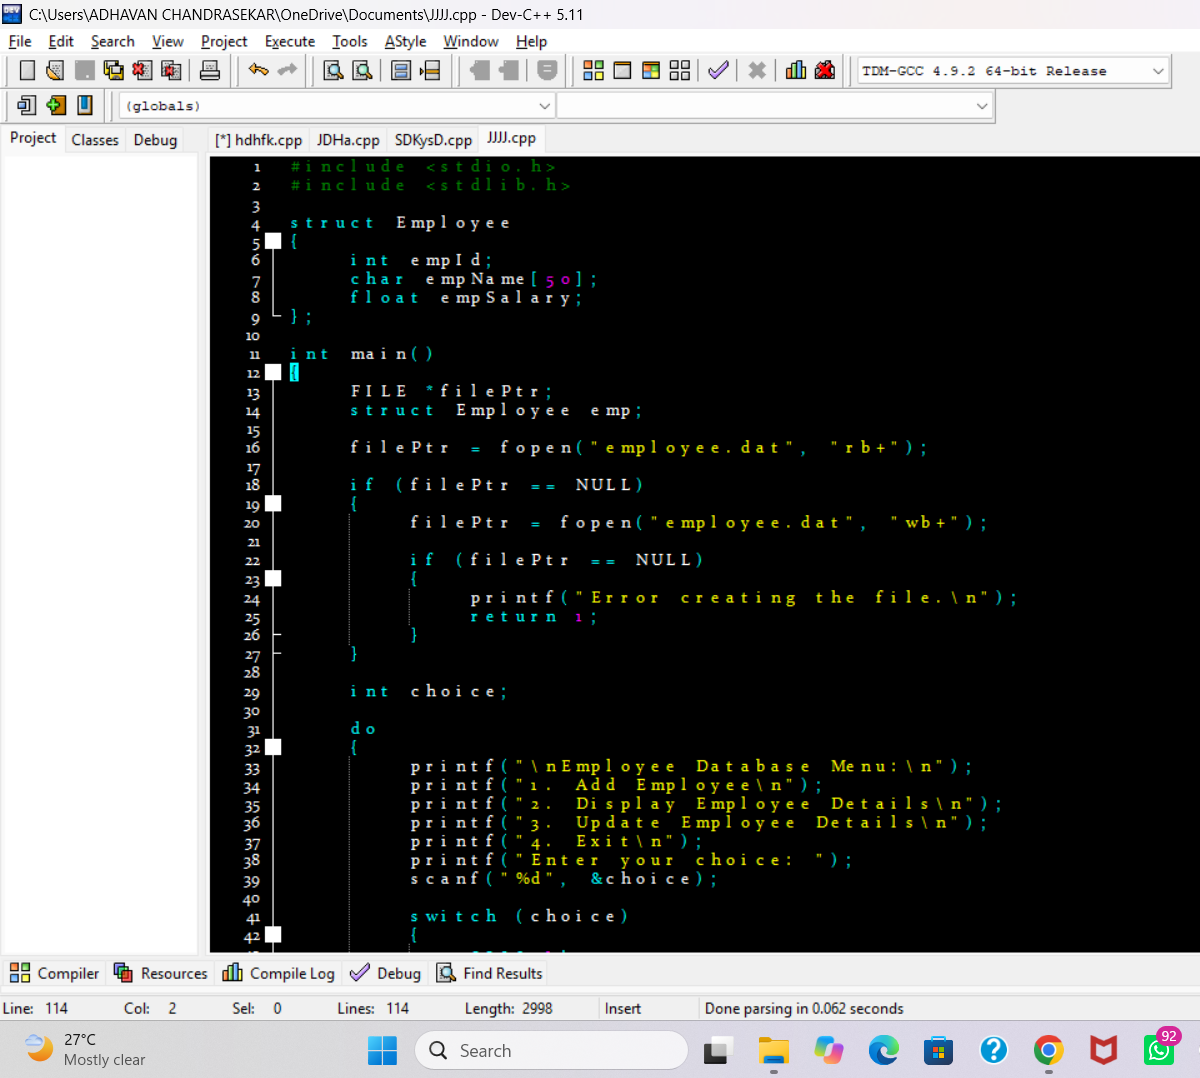 C:\Users\ADHAVAN CHANDRASEKAR\OneDrive\Documents\JJJJ.cpp - Dev-C++ 5.11
File Edit Search View Project Execute Tools AStyle Window Help
TDM-GCC 4.9.2 64-bit Release
(globals)
Project Classes Debug [*] hdhfk.cpp JDHa.cpp SDKysD.cpp JJJJ.cpp
1 #include <stdio.h>
2 #include <stdlib.h>
3
4 struct Employee
5 {
6 int empId;
7 char empName[50];
8 float empSalary;
9 };
10
11 int main()
12 {
13 FILE *filePtr;
14 struct Employee emp;
15
16 filePtr = fopen("employee.dat", "rb+");
17
18 if (filePtr == NULL)
19 {
20 filePtr = fopen("employee.dat", "wb+");
21
22 if (filePtr == NULL)
23 {
24 printf("Error creating the file.\n");
25 return 1;
26 }
27 }
28
29 int choice;
30
31 do
32 {
33 printf("\nEmployee Database Menu:\n");
34 printf("1. Add Employee\n");
35 printf("2. Display Employee Details\n");
36 printf("3. Update Employee Details\n");
37 printf("4. Exit\n");
38 printf("Enter your choice: ");
39 scanf("%d", &choice);
40
41 switch (choice)
42 {
Compiler Resources Compile Log Debug Find Results
Line: 114 Col: 2 Sel: 0 Lines: 114 Length: 2998 Insert Done parsing in 0.062 seconds
27°C
Mostly clear
Search
92